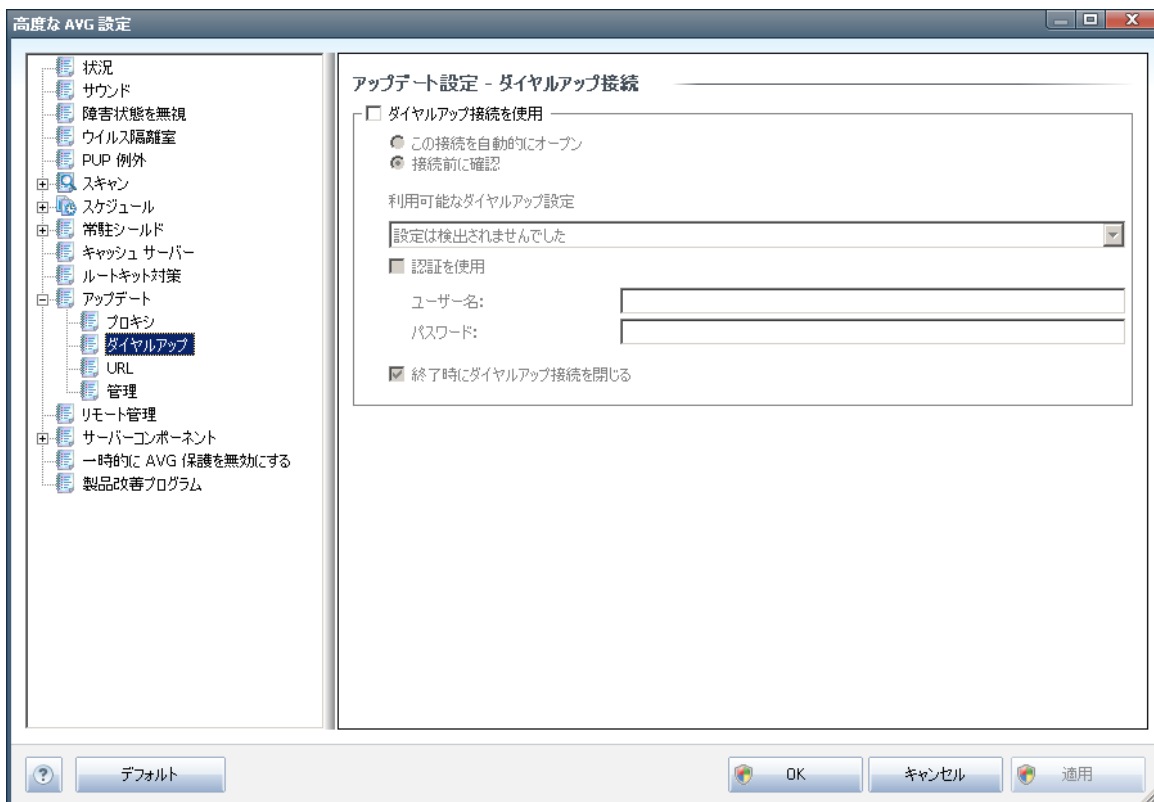 高度な AVG 設定
状況
サウンド
障害状態を無視
ウイルス隔離室
PUP 例外
スキャン
スケジュール
常駐シールド
キャッシュ サーバー
ルートキット対策
アップデート
プロキシ
ダイヤルアップ
URL
管理
リモート管理
サーバーコンポーネント
一時的に AVG 保護を無効にする
製品改善プログラム
アップデート設定 - ダイヤルアップ接続
ダイヤルアップ接続を使用
この接続を自動的にオープン
接続前に確認
利用可能なダイヤルアップ設定
設定は検出されませんでした
認証を使用
ユーザー名:
パスワード:
終了時にダイヤルアップ接続を閉じる
? デフォルト OK キャンセル 適用